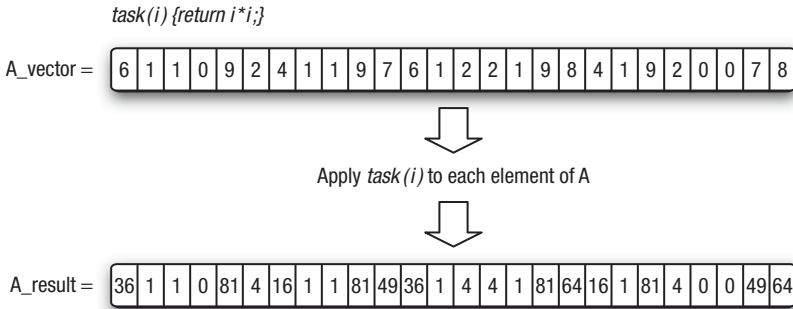 task(i) {return i*i;}
A_vector = 6 1 1 0 9 2 4 1 1 9 7 6 1 2 2 1 9 8 4 1 9 2 0 0 7 8
Apply task(i) to each element of A
A_result = 36 1 1 0 81 4 16 1 1 81 49 36 1 4 4 1 81 64 16 1 81 4 0 0 49 64